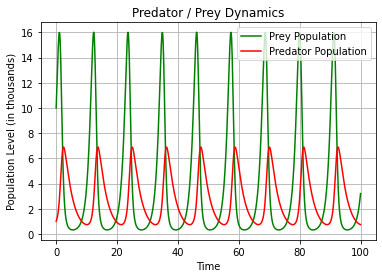 Predator / Prey Dynamics
Prey Population
Predator Population
Population Level (in thousands)
16
14
12
10
8
6
4
2
0
0 20 40 60 80 100
Time